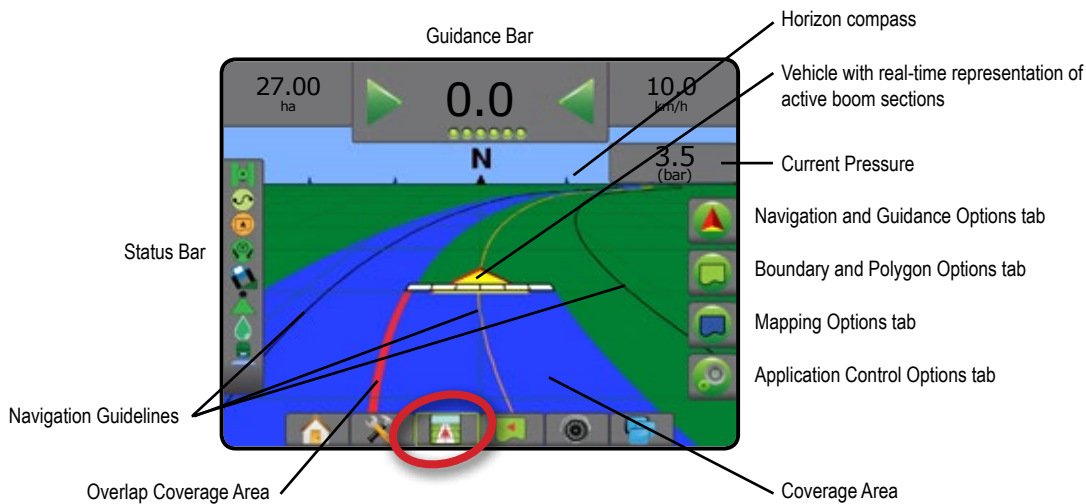 Horizon compass
Guidance Bar
Vehicle with real-time representation of
active boom sections
27.00
ha
0.0
10.0
km/h
N
3.5
(bar)
Current Pressure
Navigation and Guidance Options tab
Status Bar
Boundary and Polygon Options tab
Mapping Options tab
Application Control Options tab
Navigation Guidelines
Overlap Coverage Area
Coverage Area